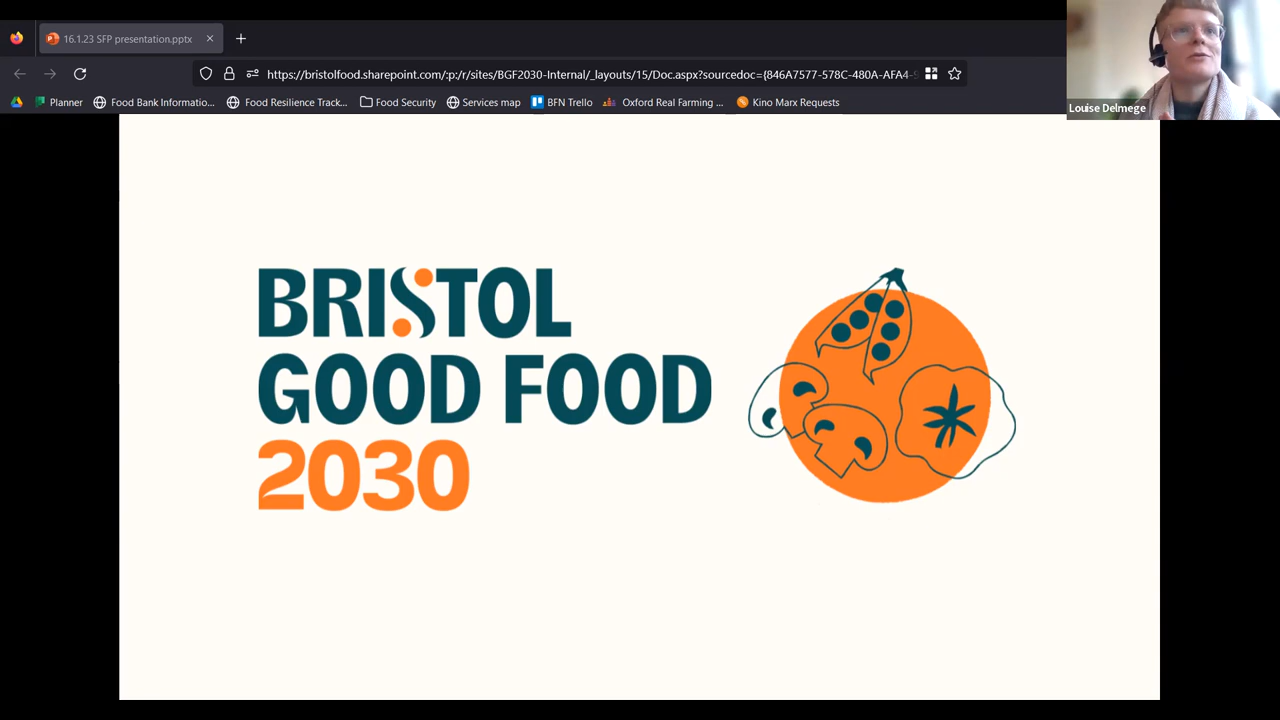 16.1.23 SFP presentation.pptx
https://bristolfood.sharepoint.com/:p:/r/sites/BGF2030-Internal/_layouts/15/Doc.aspx?sourcedoc={846A7577-578C-480A-AFA4-
Planner
Food Bank Informatio...
Food Resilience Track...
Food Security
Services map
BFN Trello
Oxford Real Farming ...
Kino Marx Requests
Louise Delmege
BRISTOL
GOOD FOOD
2030